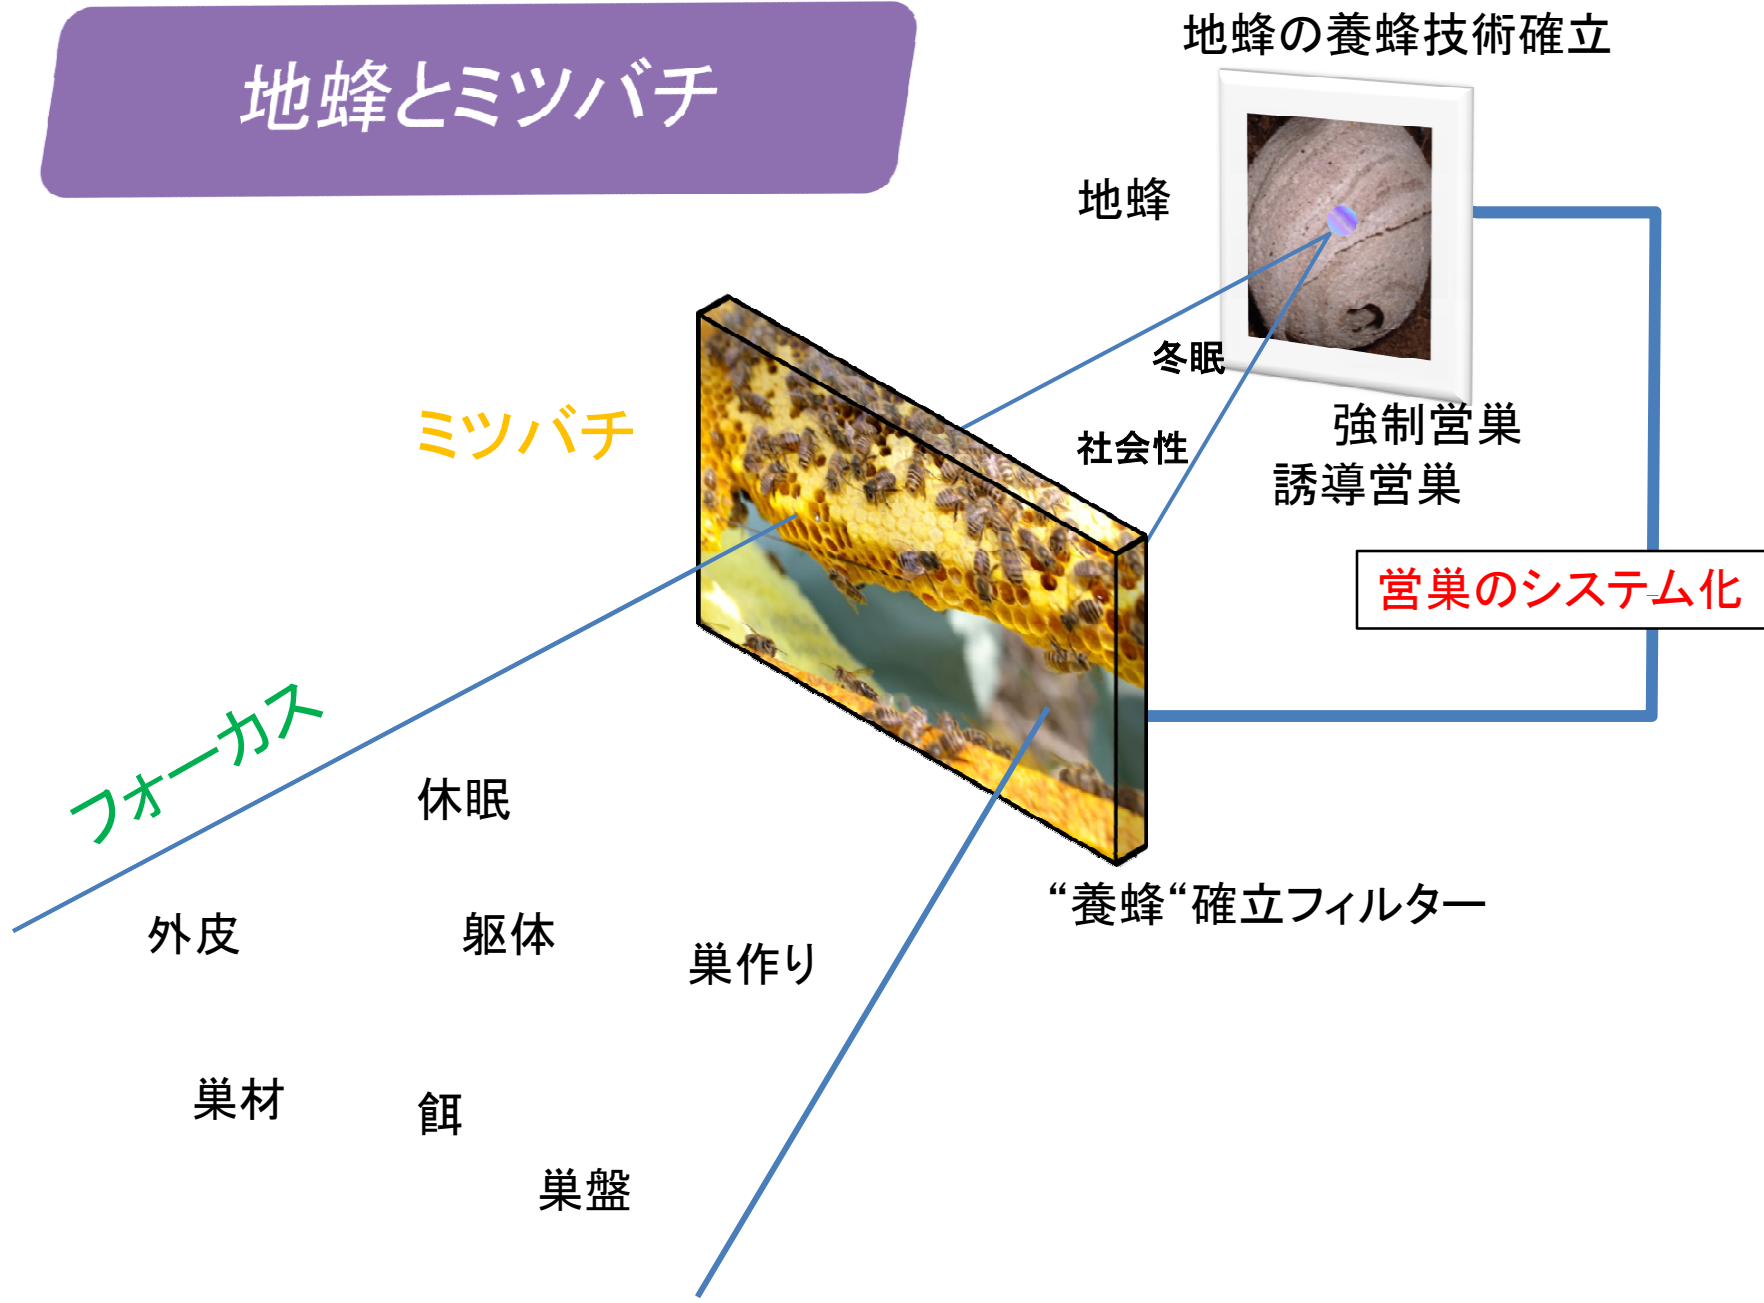 地蜂とミツバチ
地蜂の養蜂技術確立
地蜂
冬眠
社会性
強制営巣
誘導営巣
ミツバチ
営巣のシステム化
フォーカス
休眠
“養蜂“確立フィルター
外皮
躯体
巣作り
巣材
餌
巣盤